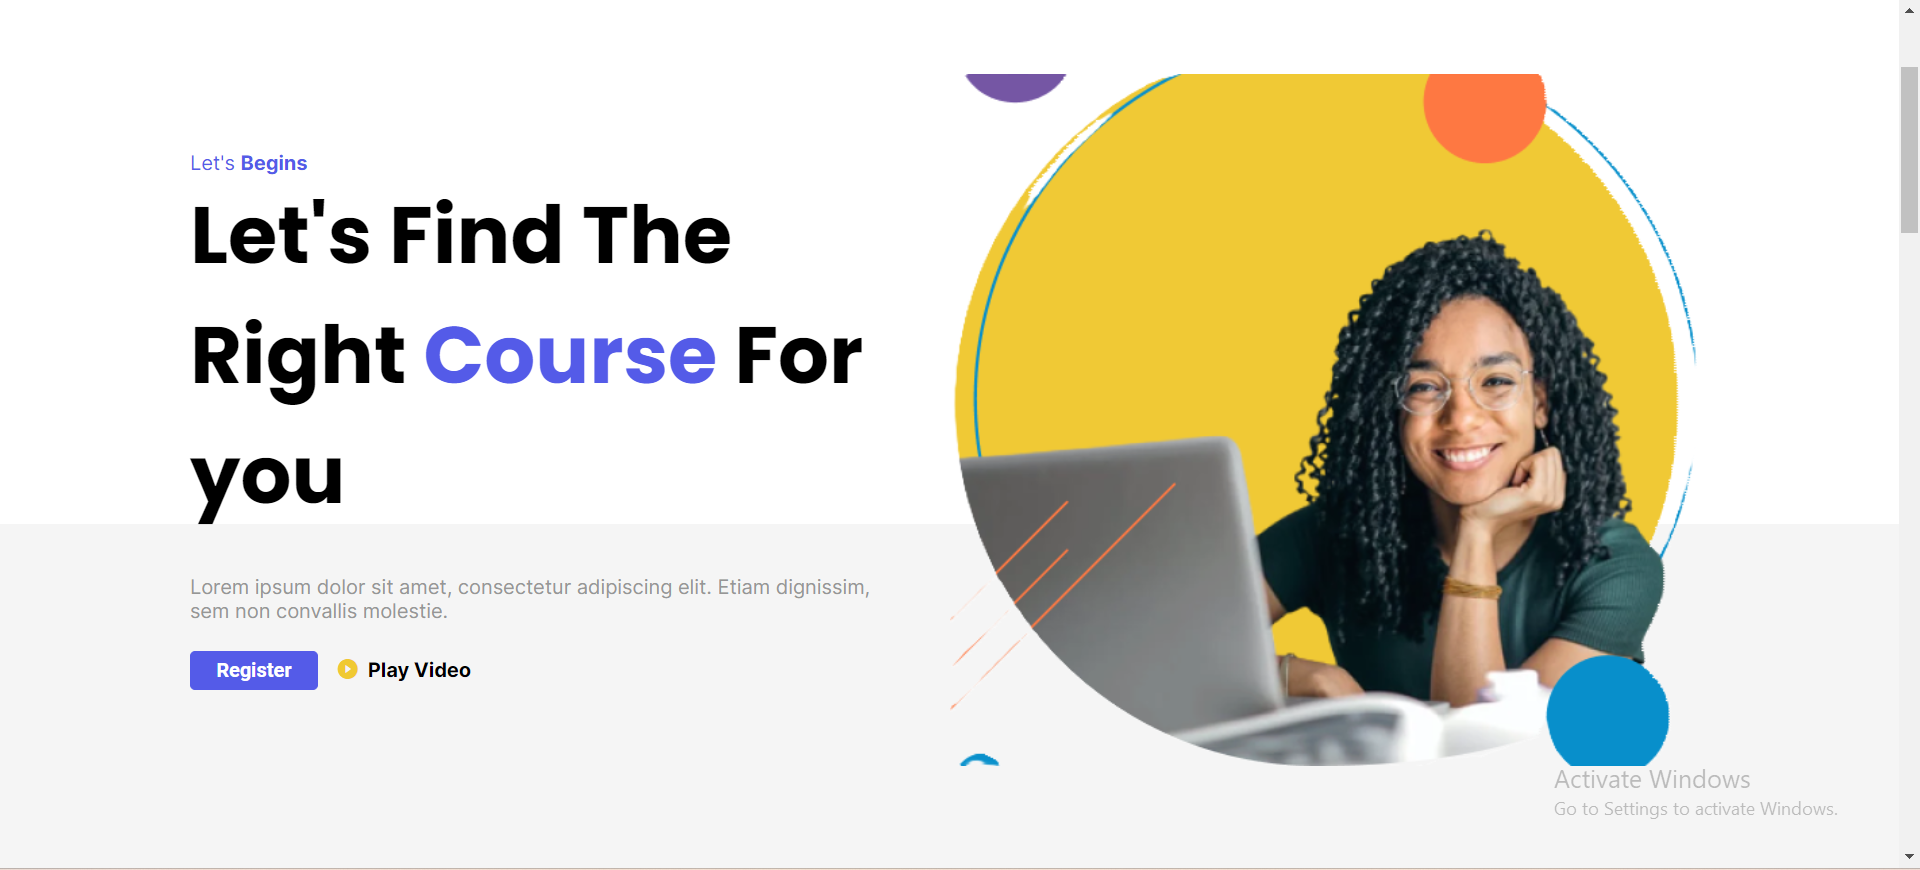 Let's Begins
Let's Find The
Right Course For
you
Lorem ipsum dolor sit amet, consectetur adipiscing elit. Etiam dignissim,
sem non convallis molestie.
Register
Play Video
Activate Windows
Go to Settings to activate Windows.